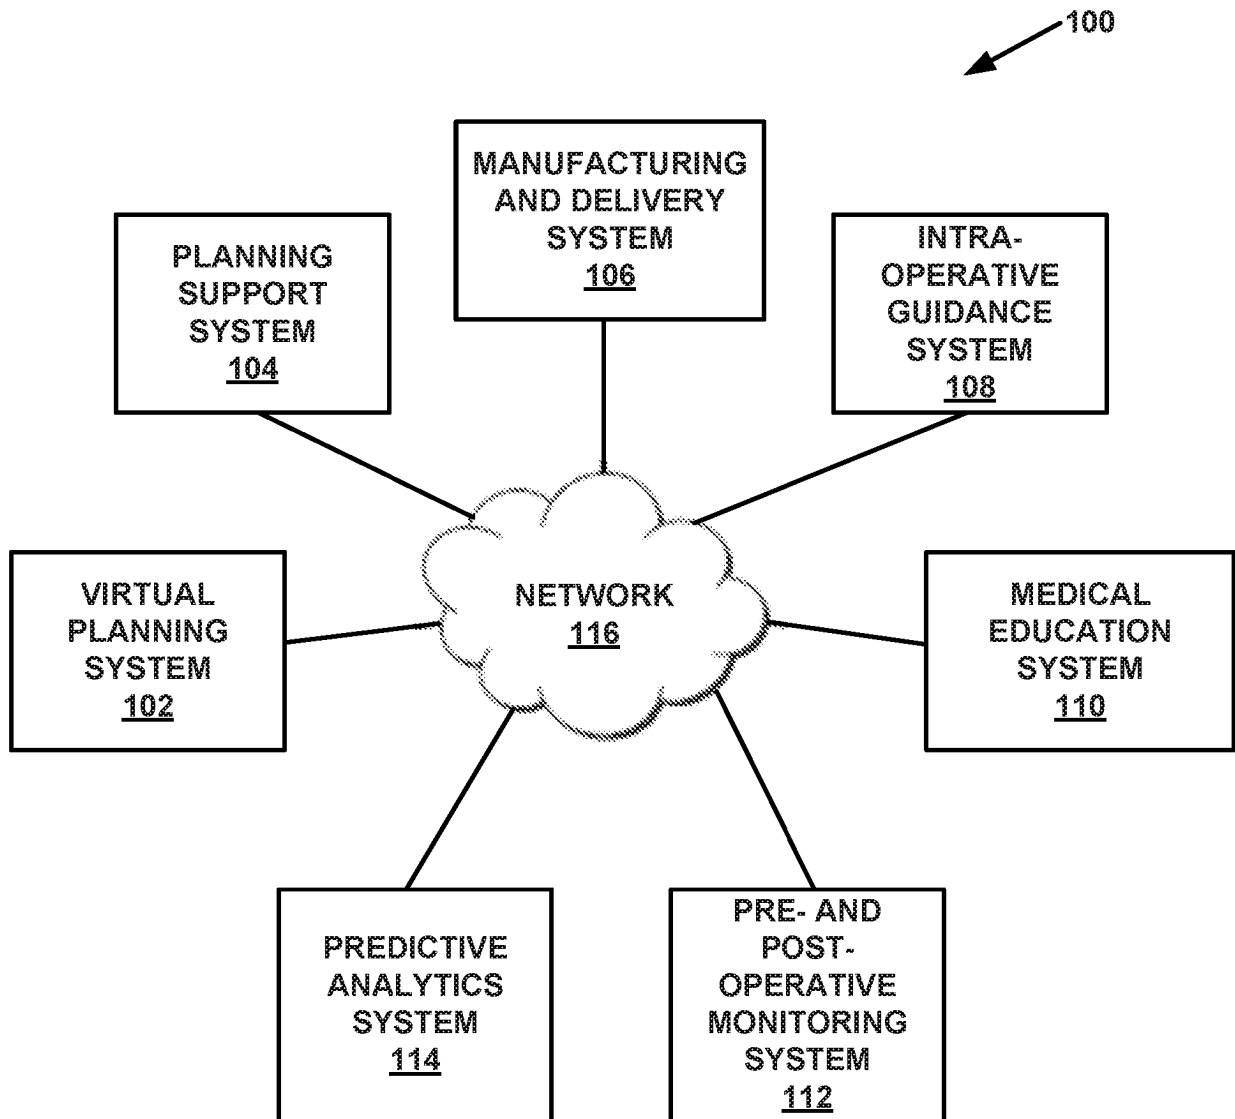 100
MANUFACTURING
AND DELIVERY
SYSTEM
106
PLANNING
SUPPORT
SYSTEM
104
INTRA-
OPERATIVE
GUIDANCE
SYSTEM
108
NETWORK
116
VIRTUAL
PLANNING
SYSTEM
102
MEDICAL
EDUCATION
SYSTEM
110
PREDICTIVE
ANALYTICS
SYSTEM
114
PRE- AND
POST-
OPERATIVE
MONITORING
SYSTEM
112